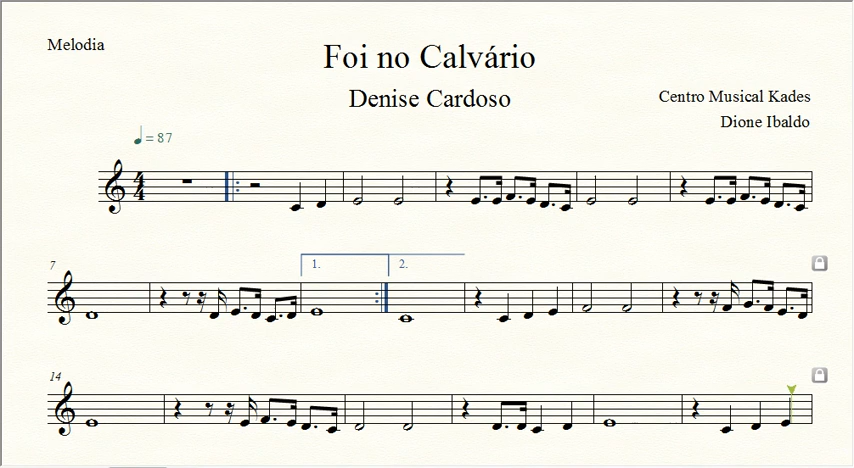 Melodia
Foi no Calvário
Denise Cardoso
Centro Musical Kades
Dione Ibaldo
= 87
4
4
7
1.
2.
14